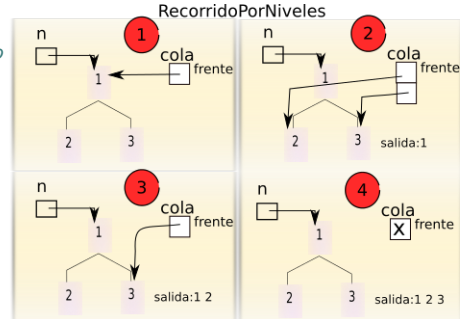 RecorridoPorNiveles
o
n
1
cola
frente
1
2
3
n
2
cola
frente
1
2
3
salida:1
n
3
cola
frente
1
2
3
salida:1 2
n
4
cola
X
frente
1
2
3
salida:1 2 3